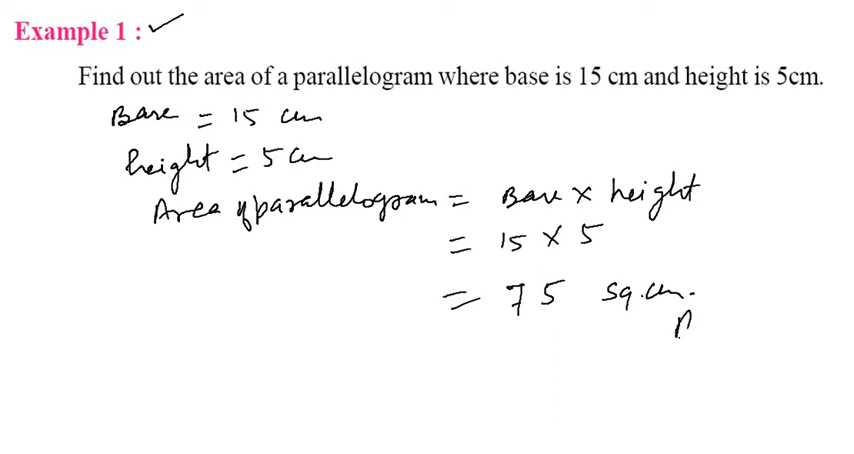 Example 1 :
Find out the area of a parallelogram where base is 15 cm and height is 5cm.
Base = 15 cm
height = 5 cm
Area of parallelogram = Base × height
= 15 × 5
= 75 sq.cm.